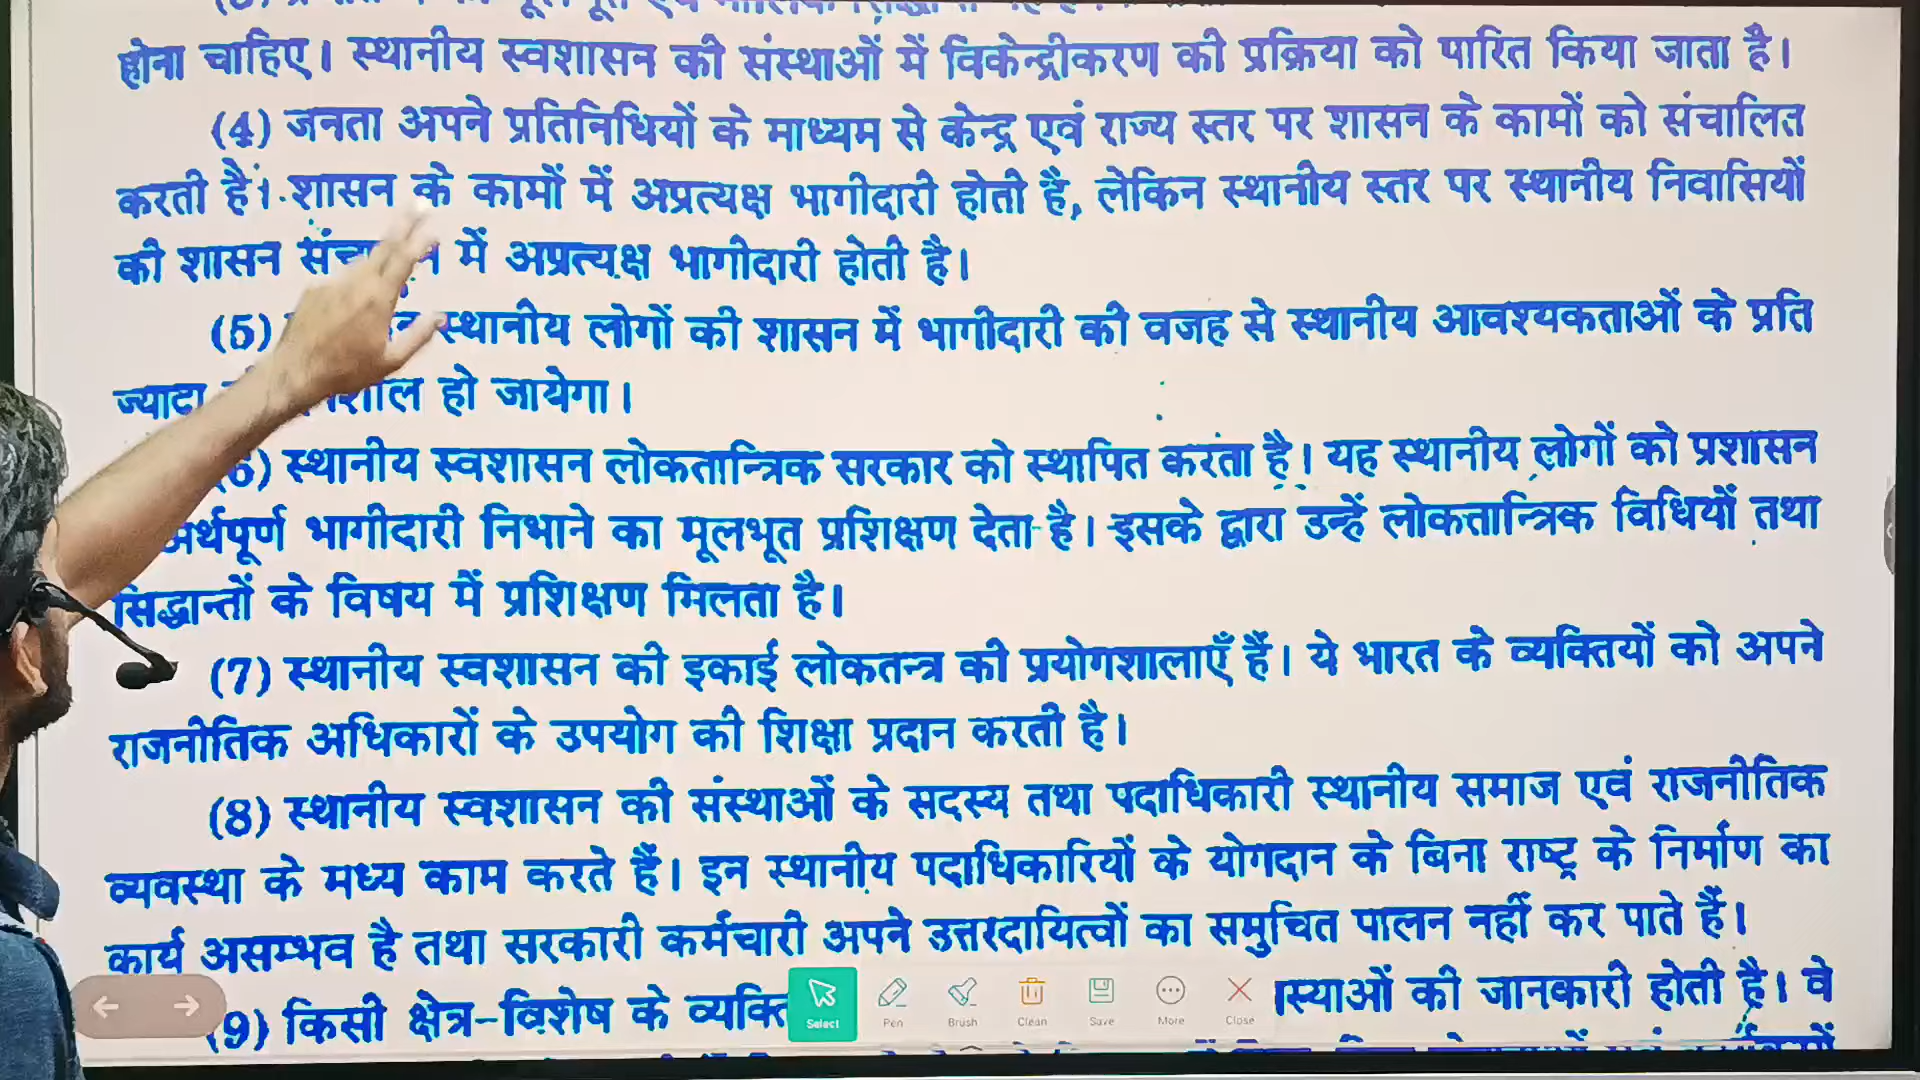 होना चाहिए। स्थानीय स्वशासन की संस्थाओं में विकेन्द्रीकरण की प्रक्रिया को पारित किया जाता है।
(4) जनता अपने प्रतिनिधियों के माध्यम से केन्द्र एवं राज्य स्तर पर शासन के कामों को संचालित
करती है। शासन के कामों में अप्रत्यक्ष भागीदारी होती है, लेकिन स्थानीय स्तर पर स्थानीय निवासियों
की शासन में अप्रत्यक्ष भागीदारी होती है।
(5) स्थानीय लोगों की शासन में भागीदारी की वजह से स्थानीय आवश्यकताओं के प्रति
ज्यादा हो जायेगा।
(6) स्थानीय स्वशासन लोकतान्त्रिक सरकार को स्थापित करता है। यह स्थानीय लोगों को प्रशासन
अर्थपूर्ण भागीदारी निभाने का मूलभूत प्रशिक्षण देता है। इसके द्वारा उन्हें लोकतान्त्रिक विधियों तथा
सिद्धान्तों के विषय में प्रशिक्षण मिलता है।
(7) स्थानीय स्वशासन की इकाई लोकतन्त्र की प्रयोगशालाएँ हैं। ये भारत के व्यक्तियों को अपने
राजनीतिक अधिकारों के उपयोग की शिक्षा प्रदान करती है।
(8) स्थानीय स्वशासन की संस्थाओं के सदस्य तथा पदाधिकारी स्थानीय समाज एवं राजनीतिक
व्यवस्था के मध्य काम करते हैं। इन स्थानीय पदाधिकारियों के योगदान के बिना राष्ट्र के निर्माण का
कार्य असम्भव है तथा सरकारी कर्मचारी अपने उत्तरदायित्वों का समुचित पालन नहीं कर पाते हैं।
(9) किसी क्षेत्र-विशेष के की जानकारी होती है। वे
Select Pen Brush Clean Save More Close